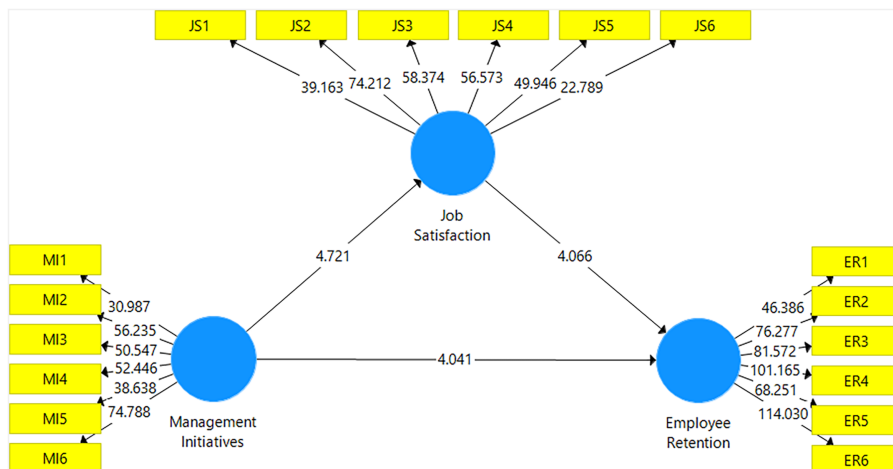 JS1 JS2 JS3 JS4 JS5 JS6
39.163 74.212 58.374 56.573 49.946 22.789
Job
Satisfaction
4.721 4.066
MI1
MI2
MI3
MI4
MI5
MI6
30.987
56.235
50.547
52.446
38.638
74.788
Management
Initiatives
4.041
Employee
Retention
46.386
76.277
81.572
101.165
68.251
114.030
ER1
ER2
ER3
ER4
ER5
ER6